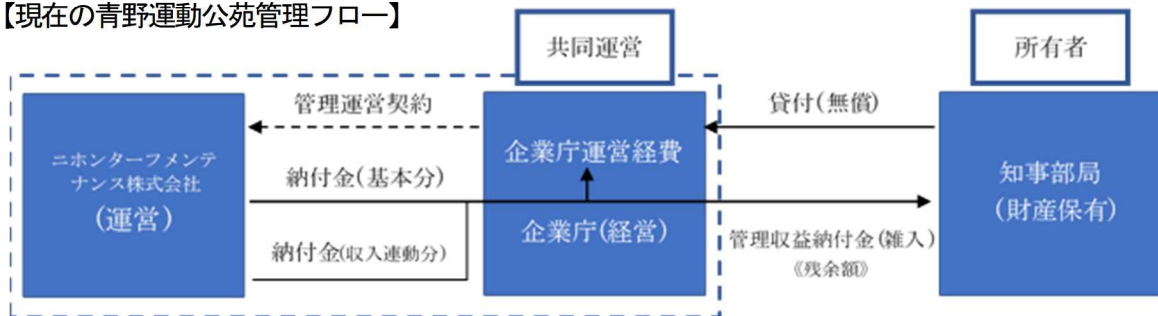 【現在の青野運動公苑管理フロー】
共同運営
所有者
管理運営契約
貸付(無償)
ニホンターフメンテ
ナンス株式会社
(運営)
企業庁運営経費
知事部局
(財産保有)
納付金(基本分)
企業庁(経営)
納付金(収入連動分)
管理収益納付金(雑入)
《残余額》